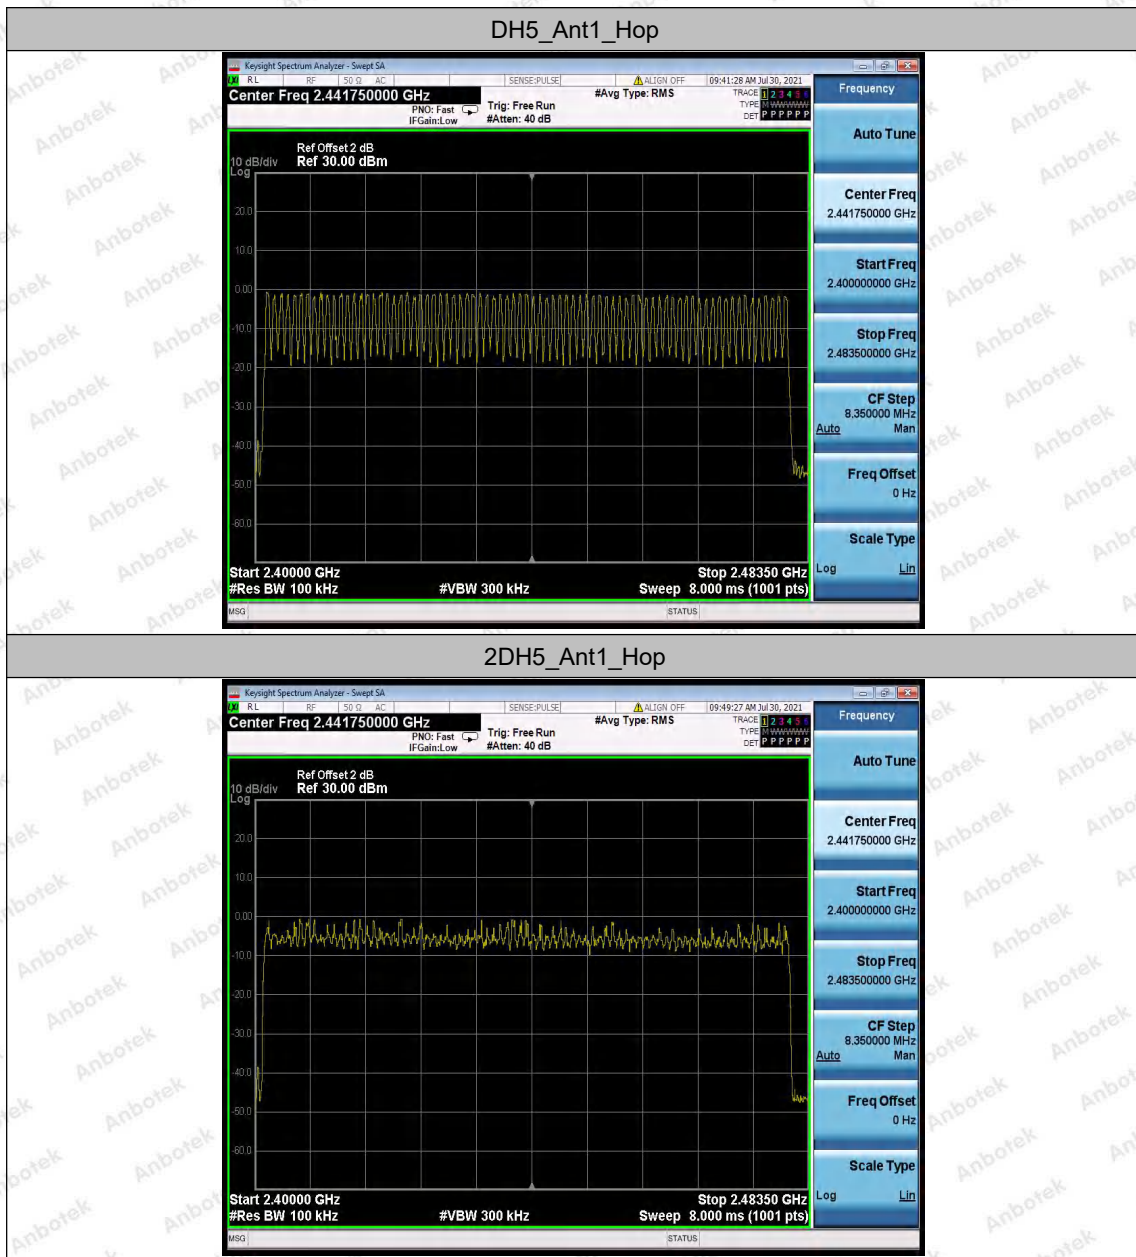 DH5_Ant1_Hop
Keysight Spectrum Analyzer - Swept SA
RL RF 50 Ω AC SENSE:PULSE ALIGN OFF 09:41:28 AM Jul 30, 2021
Center Freq 2.441750000 GHz
PNO: Fast
IFGain:Low
Trig: Free Run
#Atten: 40 dB
#Avg Type: RMS
TRACE 1 2 3 4 5 6
TYPE M WWWWW
DET P P P P P P
Ref Offset 2 dB
10 dB/div Ref 30.00 dBm
Log
20.0
10.0
0.00
-10.0
-20.0
-30.0
-40.0
-50.0
-60.0
Start 2.40000 GHz Stop 2.48350 GHz
#Res BW 100 kHz #VBW 300 kHz Sweep 8.000 ms (1001 pts)
MSG STATUS
Frequency
Auto Tune
Center Freq
2.441750000 GHz
Start Freq
2.400000000 GHz
Stop Freq
2.483500000 GHz
CF Step
8.350000 MHz
Auto Man
Freq Offset
0 Hz
Scale Type
Log Lin
2DH5_Ant1_Hop
Keysight Spectrum Analyzer - Swept SA
RL RF 50 Ω AC SENSE:PULSE ALIGN OFF 09:49:27 AM Jul 30, 2021
Center Freq 2.441750000 GHz
PNO: Fast
IFGain:Low
Trig: Free Run
#Atten: 40 dB
#Avg Type: RMS
TRACE 1 2 3 4 5 6
TYPE M WWWWW
DET P P P P P P
Ref Offset 2 dB
10 dB/div Ref 30.00 dBm
Log
20.0
10.0
0.00
-10.0
-20.0
-30.0
-40.0
-50.0
-60.0
Start 2.40000 GHz Stop 2.48350 GHz
#Res BW 100 kHz #VBW 300 kHz Sweep 8.000 ms (1001 pts)
MSG STATUS
Frequency
Auto Tune
Center Freq
2.441750000 GHz
Start Freq
2.400000000 GHz
Stop Freq
2.483500000 GHz
CF Step
8.350000 MHz
Auto Man
Freq Offset
0 Hz
Scale Type
Log Lin
Anbotek